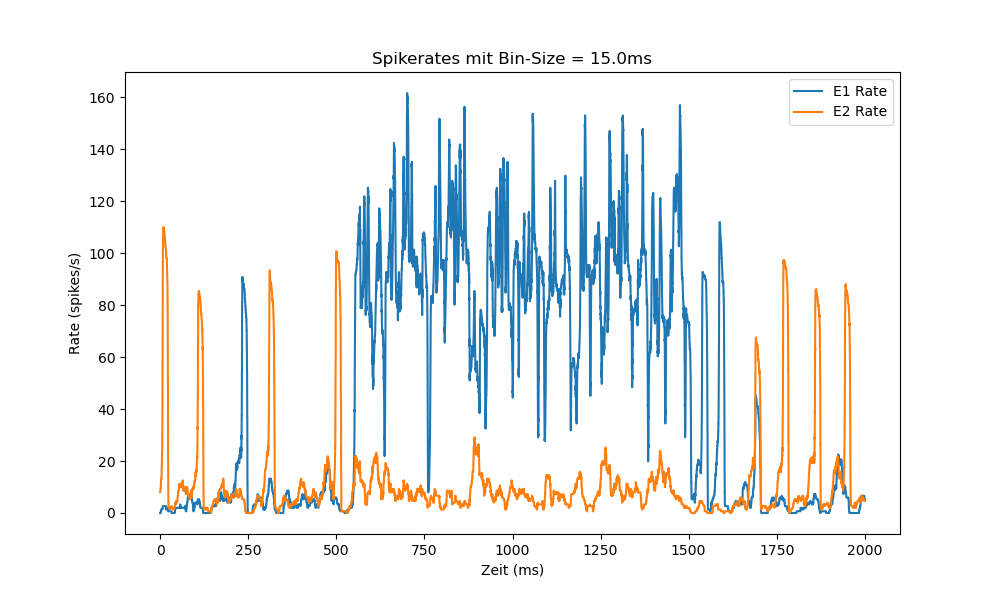 Spikerates mit Bin-Size = 15.0ms
E1 Rate
E2 Rate
160
140
120
100
80
60
40
20
0
Rate (spikes/s)
0 250 500 750 1000 1250 1500 1750 2000
Zeit (ms)